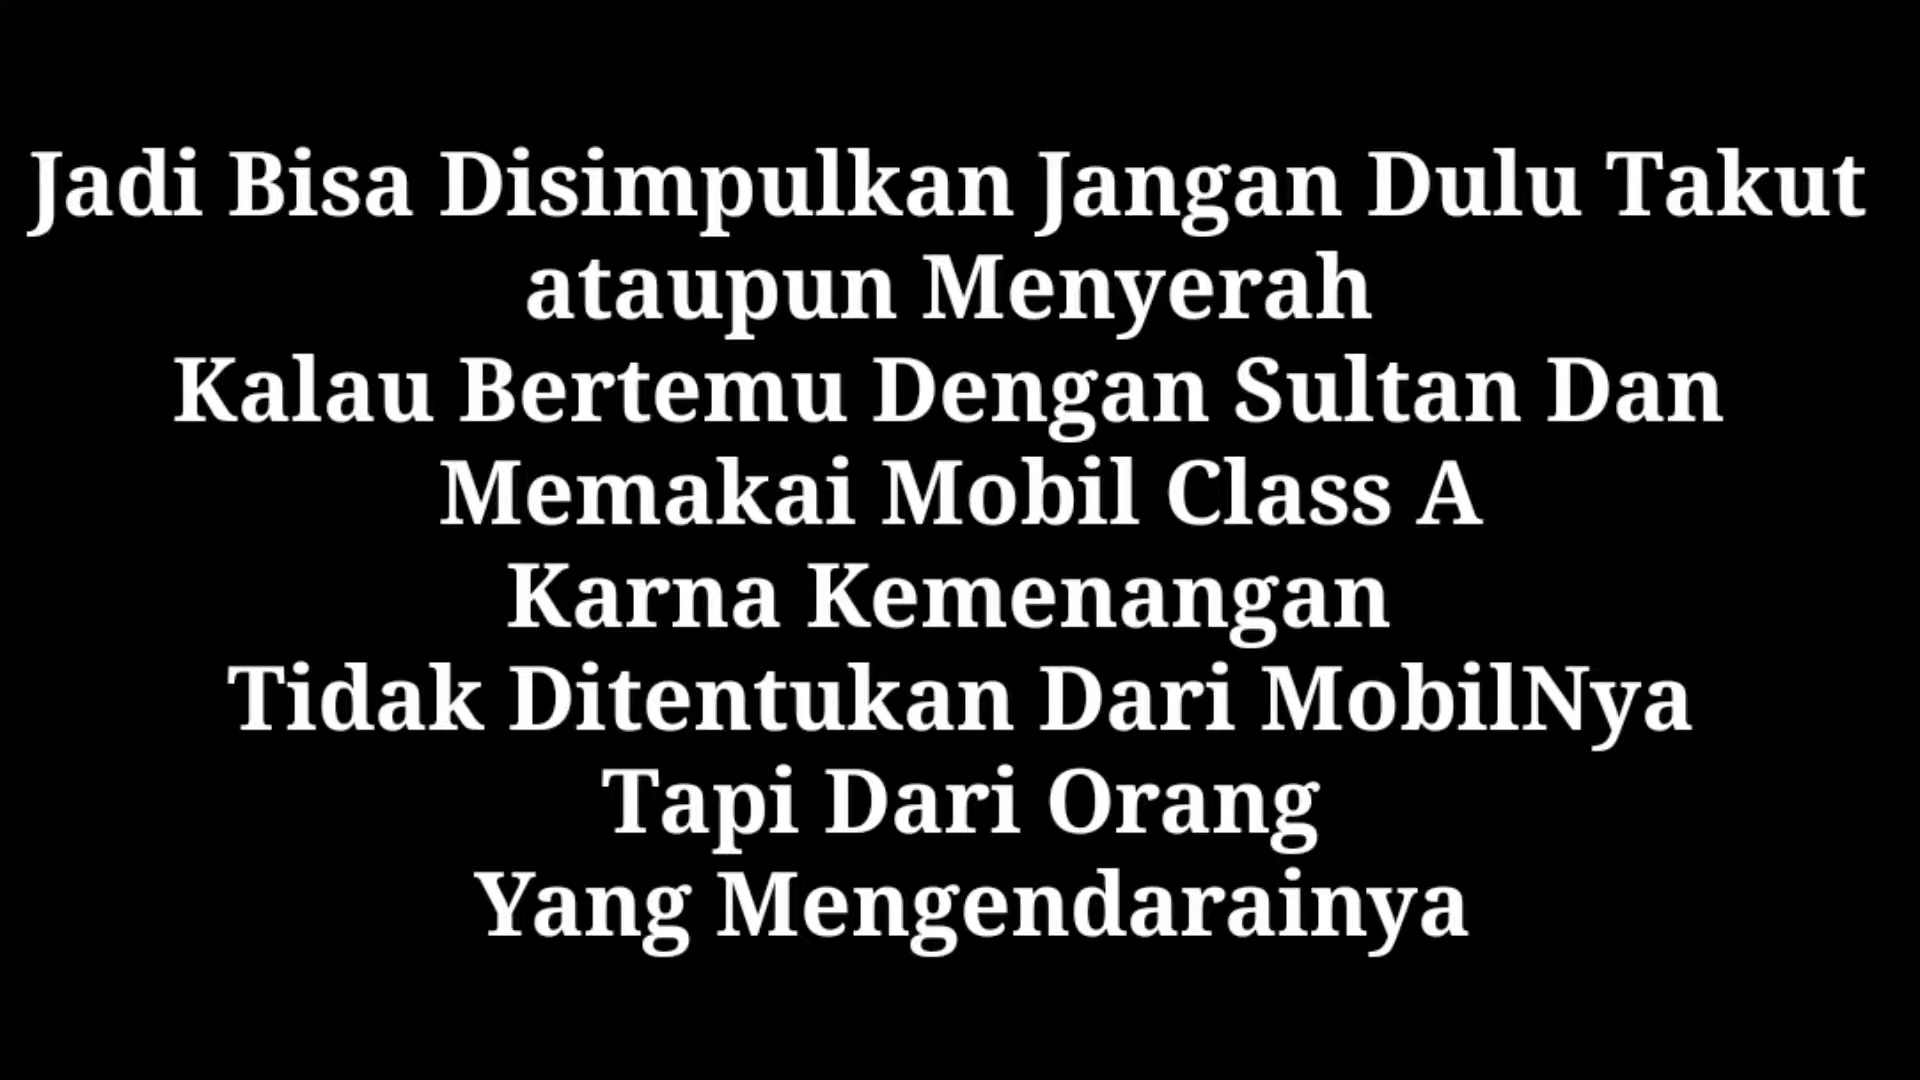 Jadi Bisa Disimpulkan Jangan Dulu Takut
ataupun Menyerah
Kalau Bertemu Dengan Sultan Dan
Memakai Mobil Class A
Karna Kemenangan
Tidak Ditentukan Dari MobilNya
Tapi Dari Orang
Yang Mengendarainya